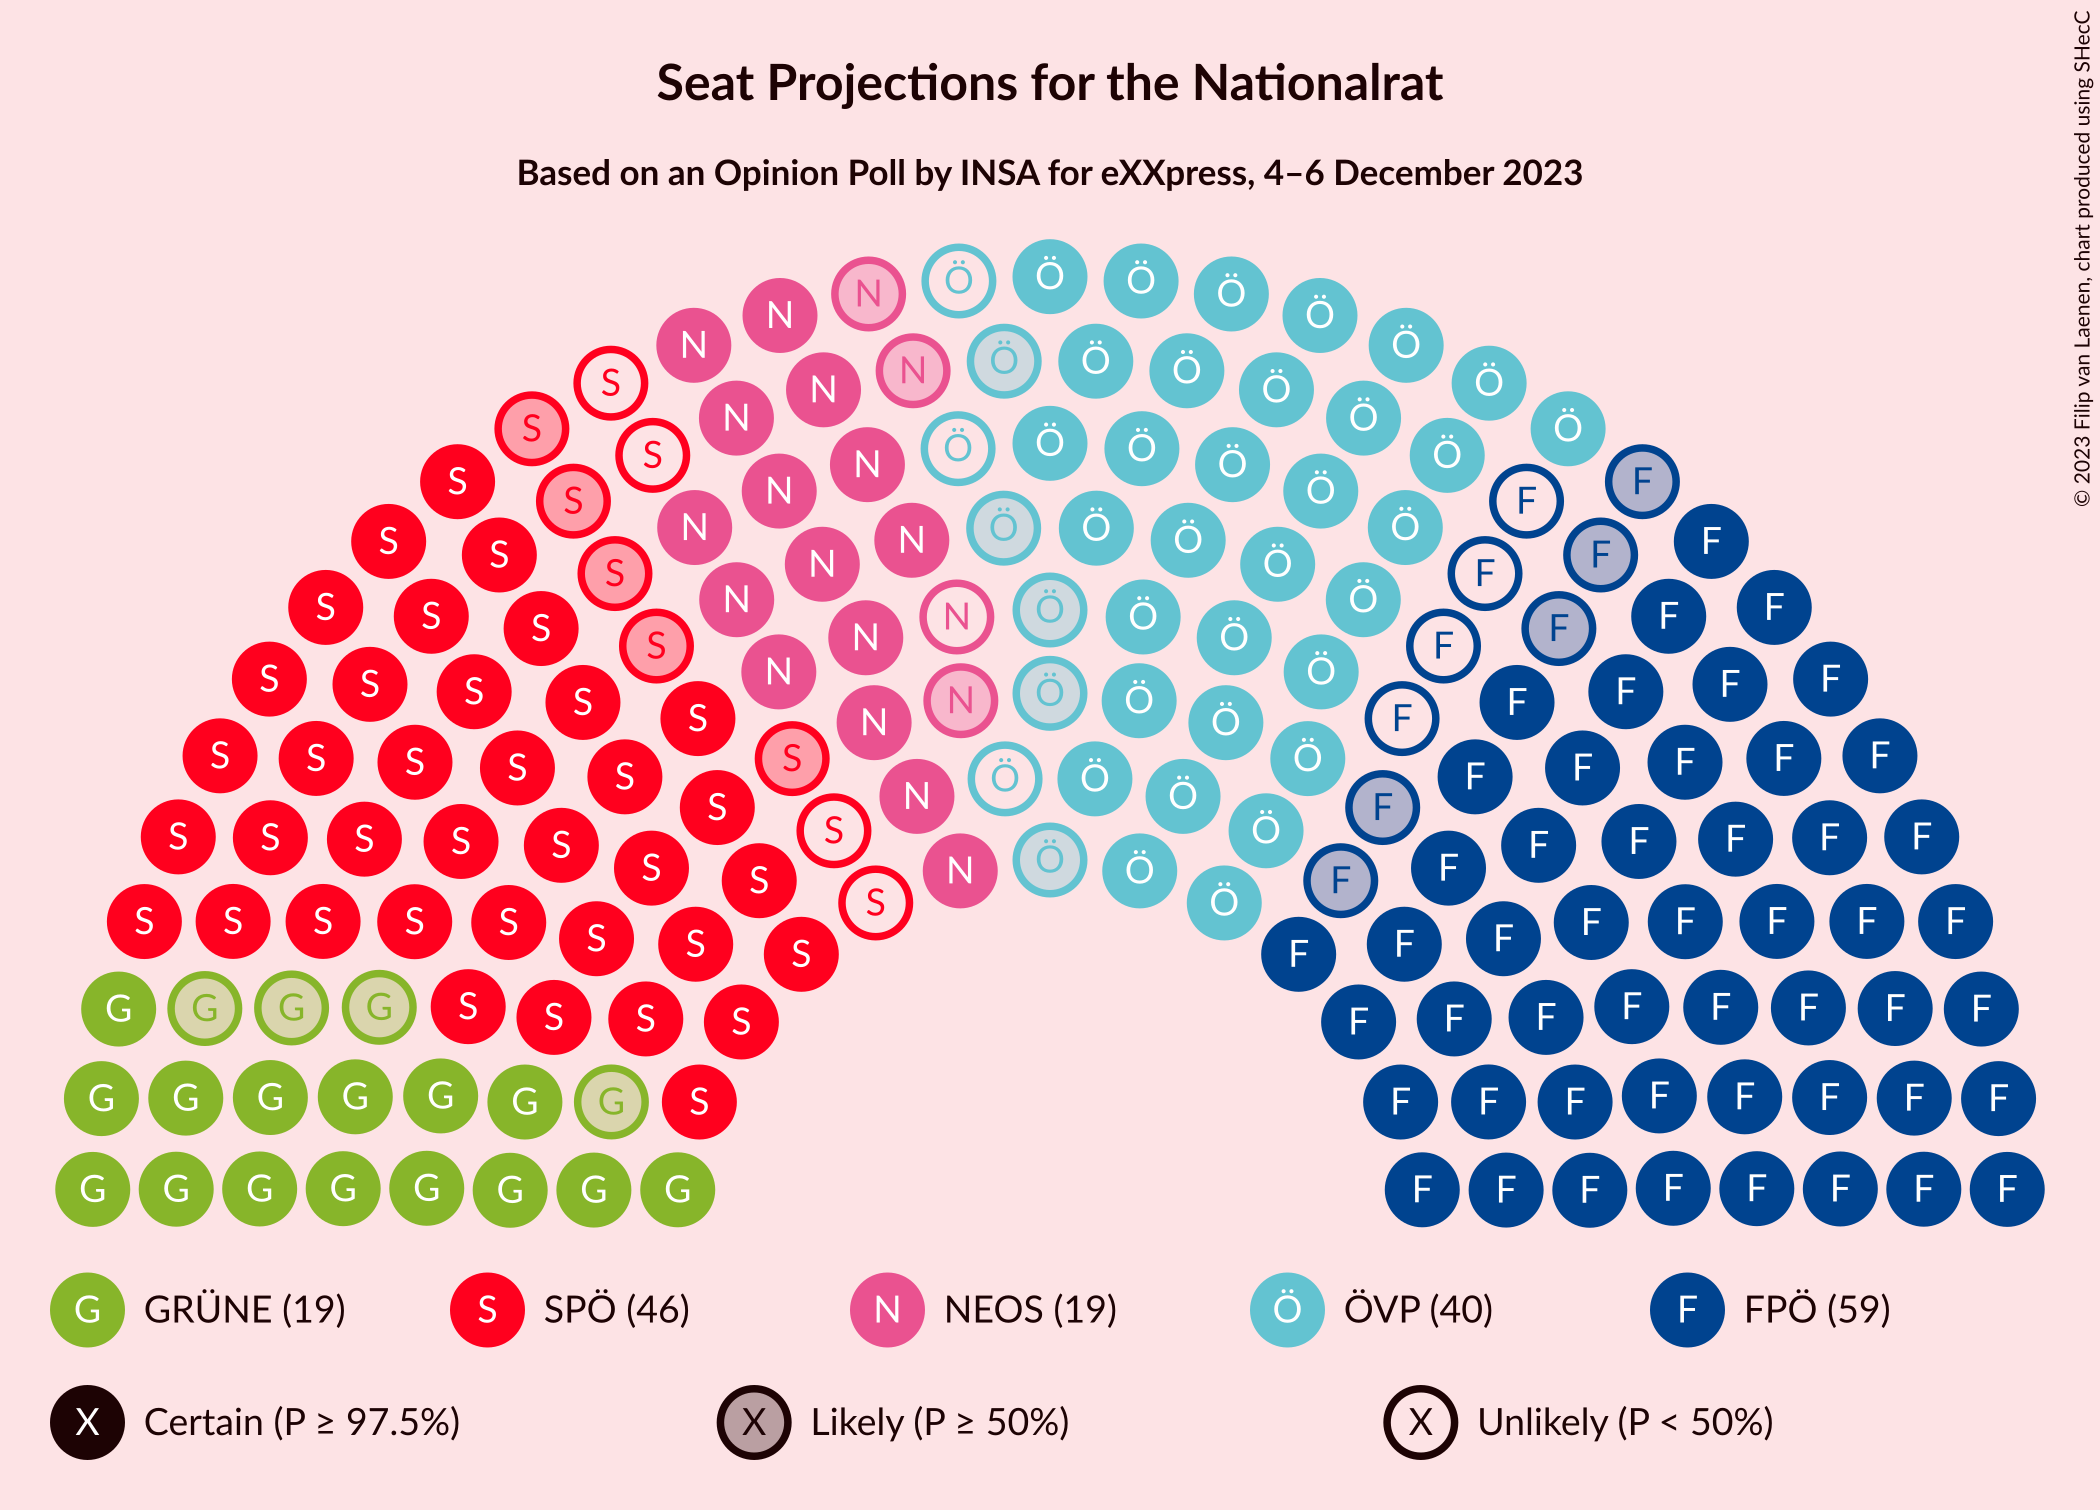 Seat Projections for the Nationalrat
Based on an Opinion Poll by INSA for eXXpress, 4–6 December 2023
© 2023 Filip van Laenen, chart produced using SHecC
N Ö Ö Ö Ö
N N Ö Ö
S N N Ö Ö Ö Ö Ö
S N N Ö Ö Ö
S S N N Ö Ö Ö Ö Ö Ö F F
S S N N N Ö Ö Ö Ö Ö F F
S S S N N Ö Ö Ö Ö F F F
S S S S N N N Ö Ö Ö Ö F F F F
S S S S S N N Ö Ö Ö Ö F F F F F
S S S S S S N Ö Ö Ö Ö F F F F F
S S S S S S S N Ö Ö Ö F F F F F F
S S S S S S S S S N Ö Ö Ö F F F F F F F F
S S S S S S S S F F F F F F F F
G G G G S S S S F F F F F F F F
G G G G G G G S F F F F F F F F
G G G G G G G G F F F F F F F F
G GRÜNE (19) S SPÖ (46) N NEOS (19) Ö ÖVP (40) F FPÖ (59)
X Certain (P ≥ 97.5%) X Likely (P ≥ 50%) X Unlikely (P < 50%)